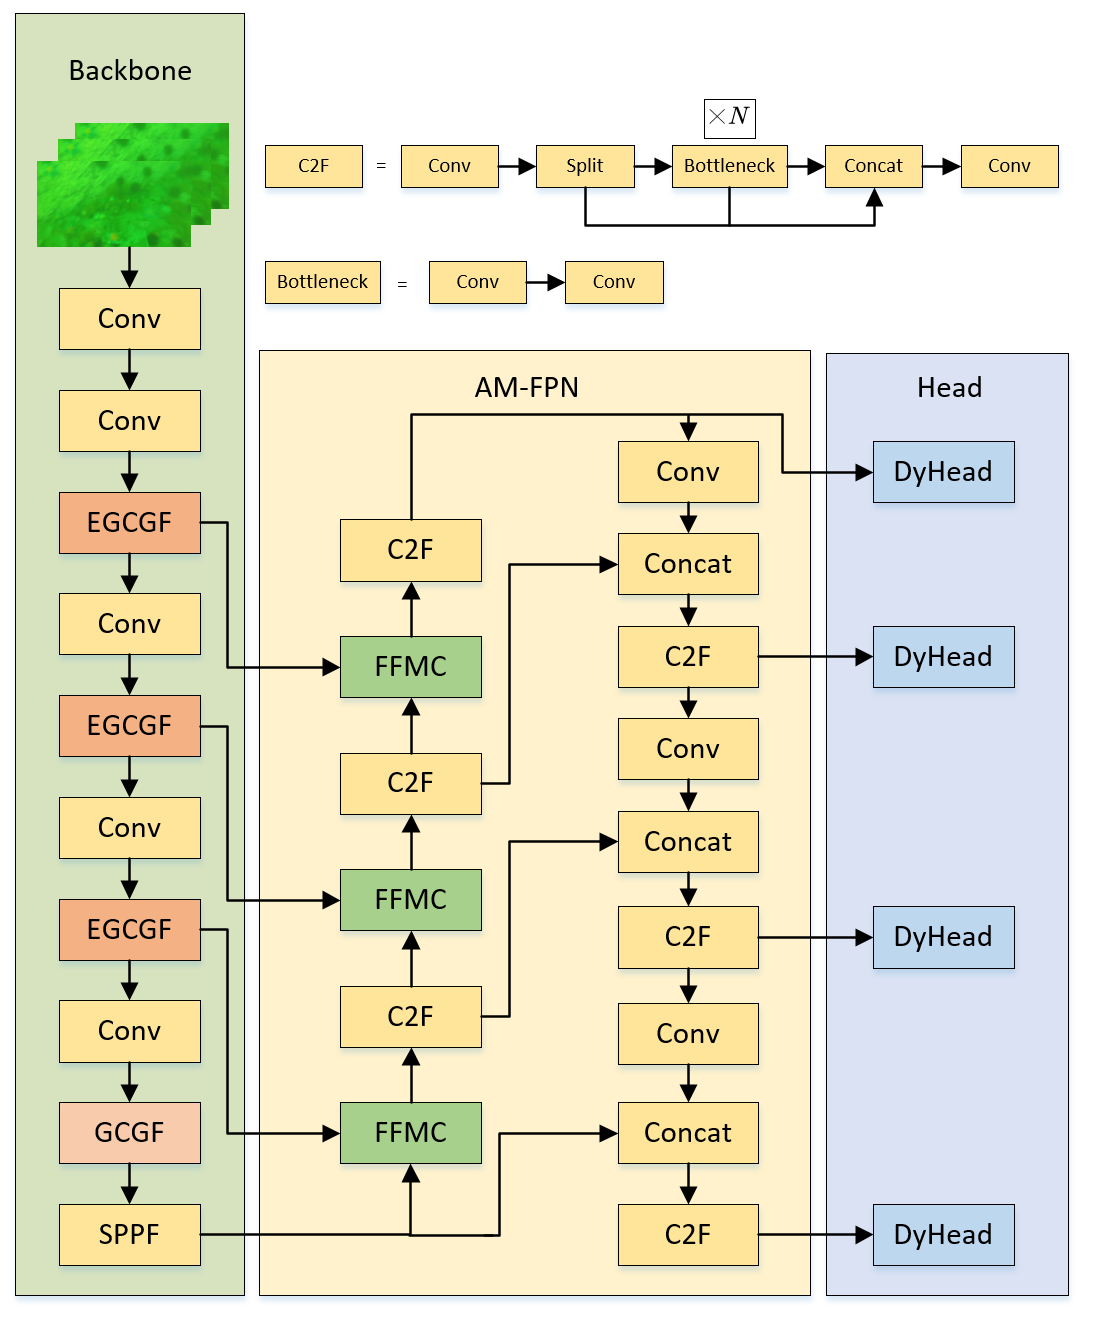 Backbone
Conv
Conv
EGCGF
Conv
EGCGF
Conv
EGCGF
Conv
GCGF
SPPF
×N
C2F = Conv Split Bottleneck Concat Conv
Bottleneck = Conv Conv
AM-FPN
C2F
FFMC
C2F
FFMC
C2F
FFMC
Conv
Concat
C2F
Conv
Concat
C2F
Conv
Concat
C2F
Head
DyHead
DyHead
DyHead
DyHead